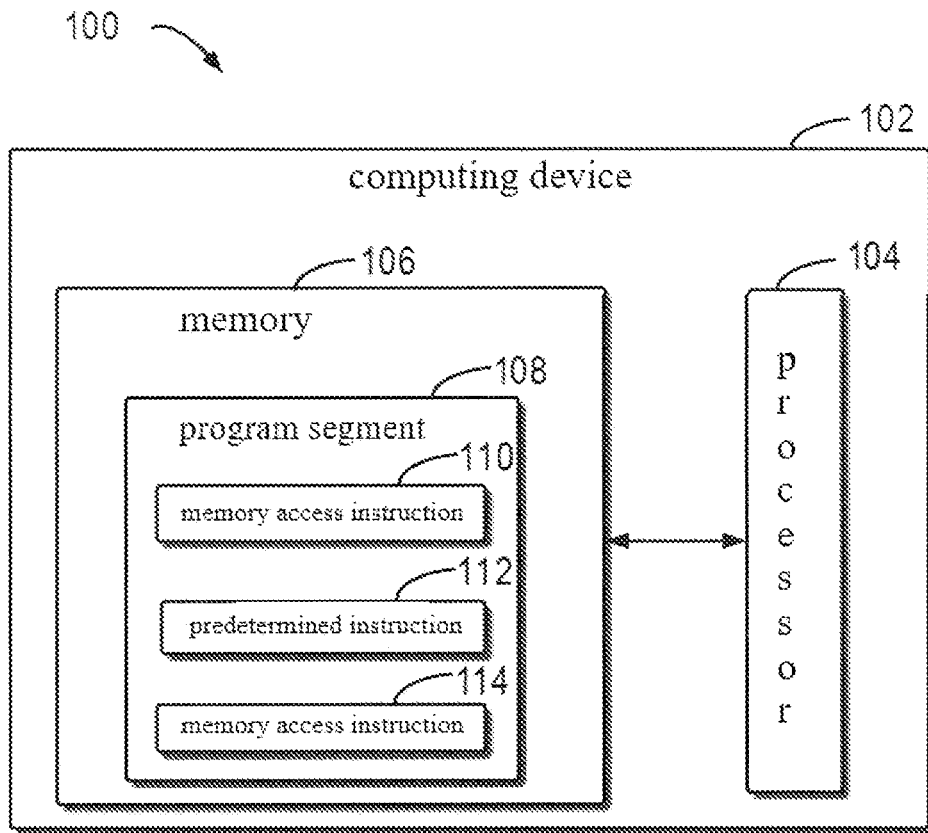 100
102
computing device
106
104
memory
processor
108
program segment
110
memory access instruction
112
predetermined instruction
114
memory access instruction